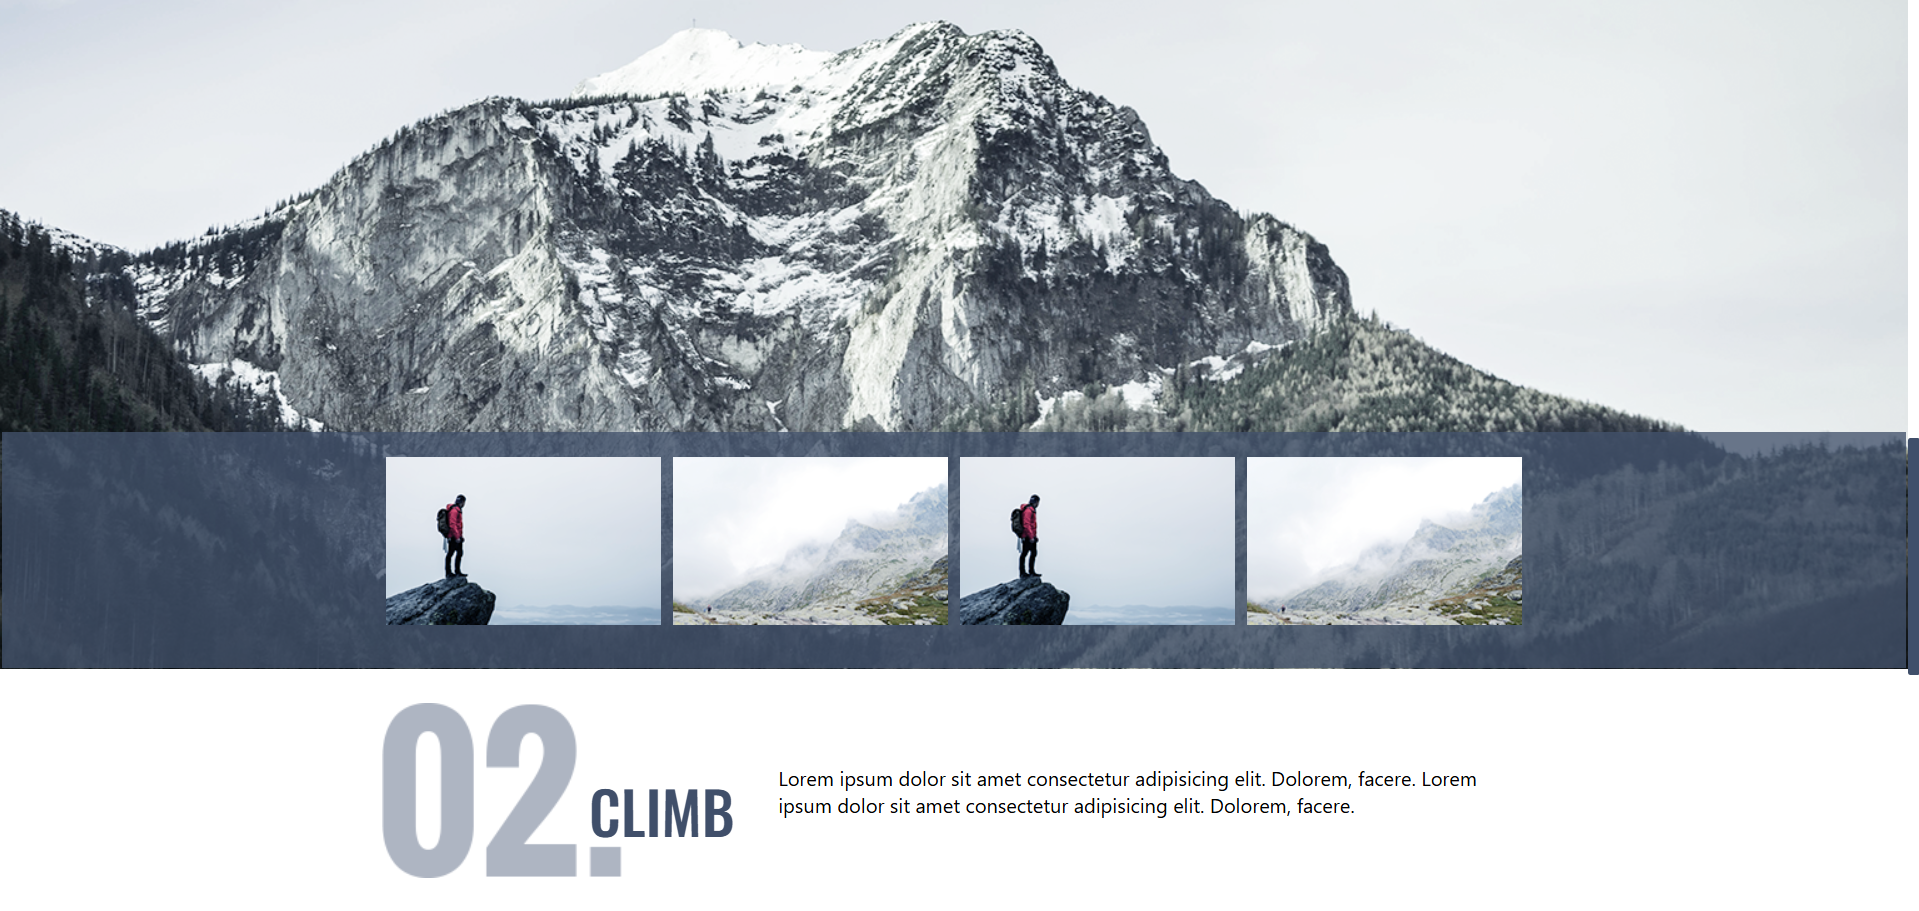 02.
CLIMB
Lorem ipsum dolor sit amet consectetur adipisicing elit. Dolorem, facere. Lorem
ipsum dolor sit amet consectetur adipisicing elit. Dolorem, facere.